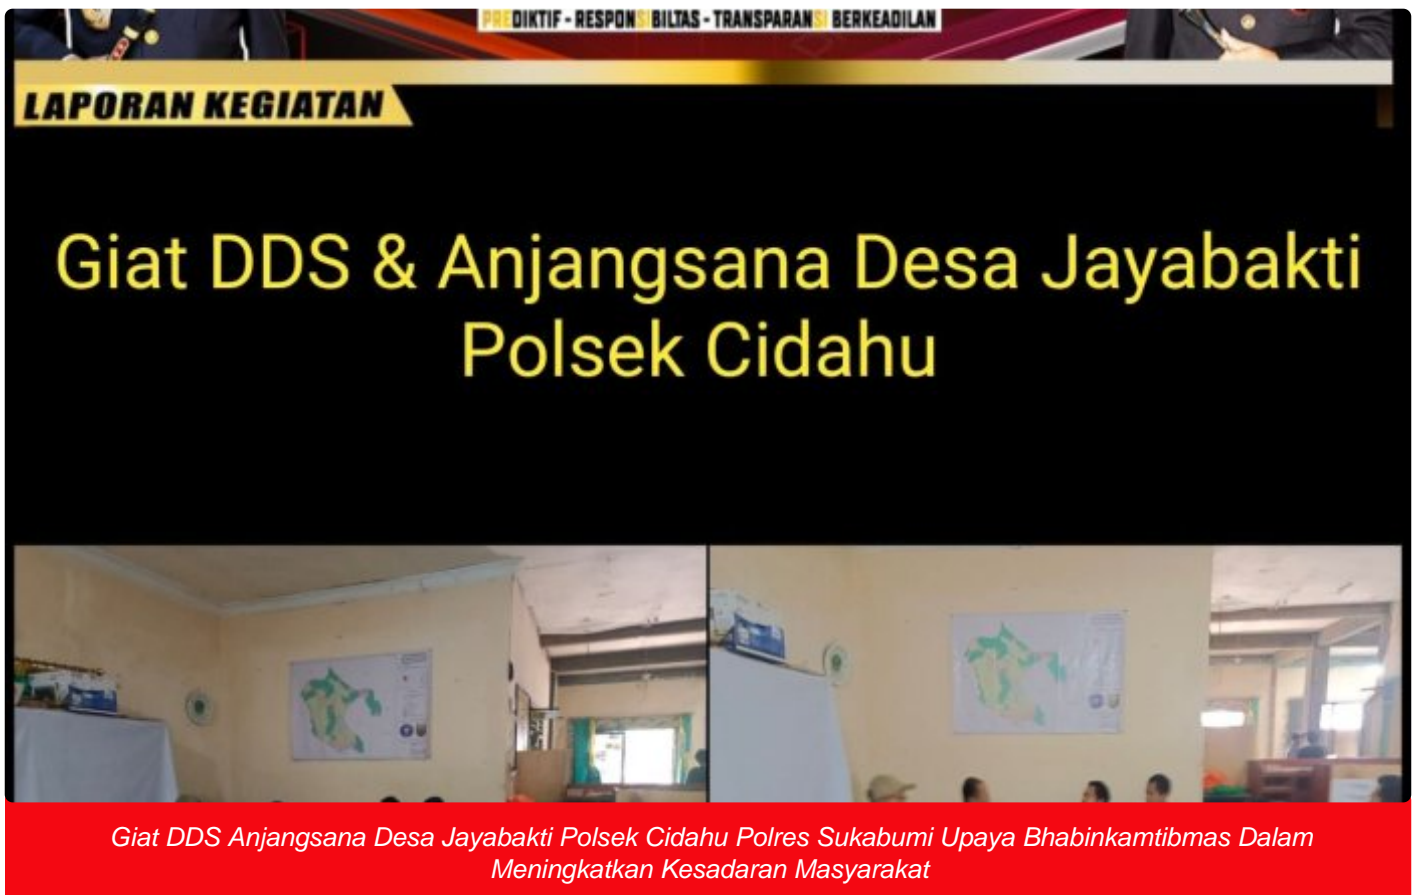 PREDIKTIF - RESPONSIBILTAS - TRANSPARANSI BERKEADILAN
LAPORAN KEGIATAN
Giat DDS & Anjangsana Desa Jayabakti
Polsek Cidahu
Giat DDS Anjangsana Desa Jayabakti Polsek Cidahu Polres Sukabumi Upaya Bhabinkamtibmas Dalam
Meningkatkan Kesadaran Masyarakat